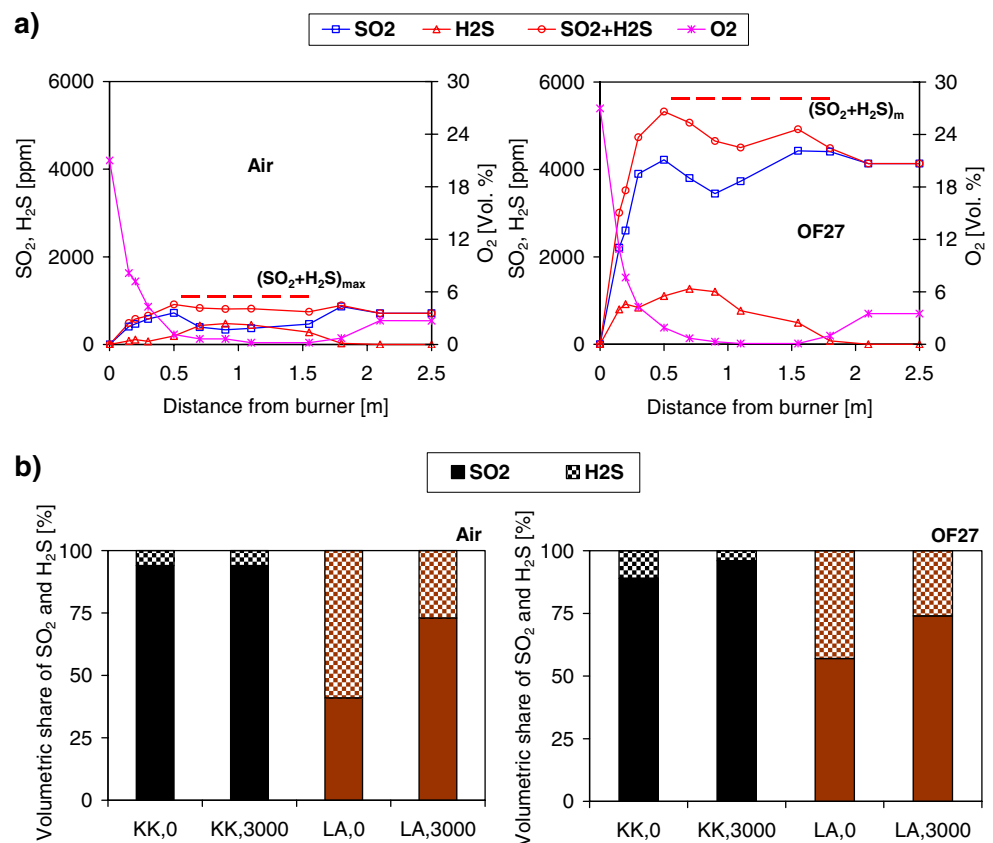 a)
SO2 H2S SO2+H2S O2
SO₂, H₂S [ppm]
6000
4000
2000
0
30
24
18
12
6
0
O₂ [Vol. %]
Air
(SO₂+H₂S)max
0 0.5 1 1.5 2 2.5
Distance from burner [m]
SO₂, H₂S [ppm]
6000
4000
2000
0
30
24
18
12
6
0
O₂ [Vol. %]
(SO₂+H₂S)m
OF27
0 0.5 1 1.5 2 2.5
Distance from burner [m]
b)
SO2 H2S
Volumetric share of SO₂ and H₂S [%]
Air
100
75
50
25
0
KK,0 KK,3000 LA,0 LA,3000
Volumetric share of SO₂ and H₂S [%]
OF27
100
75
50
25
0
KK,0 KK,3000 LA,0 LA,3000